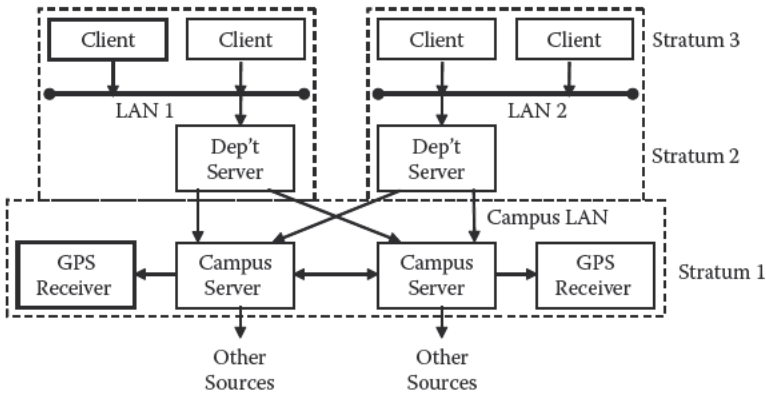 Client
Client
Client
Client
Stratum 3
LAN 1
LAN 2
Dep't
Server
Dep't
Server
Stratum 2
Campus LAN
GPS
Receiver
Campus
Server
Campus
Server
GPS
Receiver
Stratum 1
Other
Sources
Other
Sources